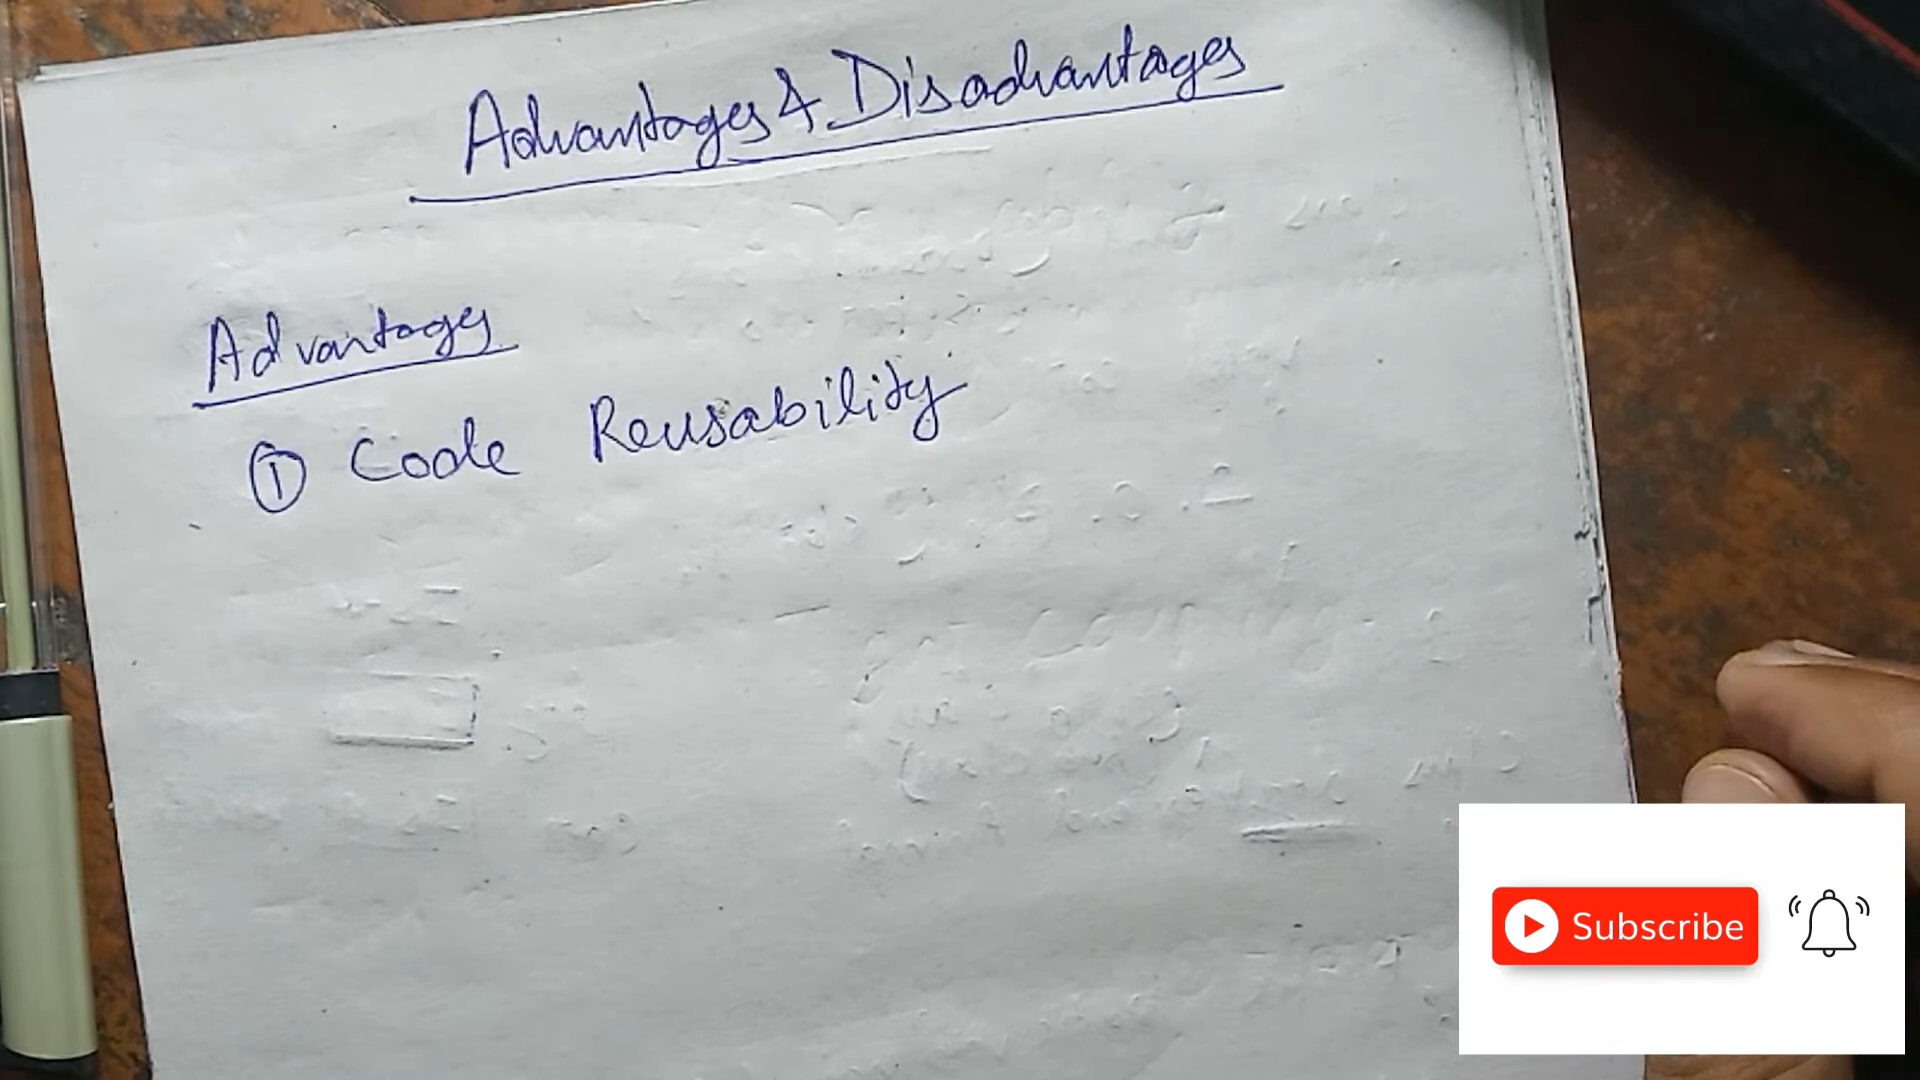 Advantages & Disadvantages
Advantages
① Code Reusability
Subscribe